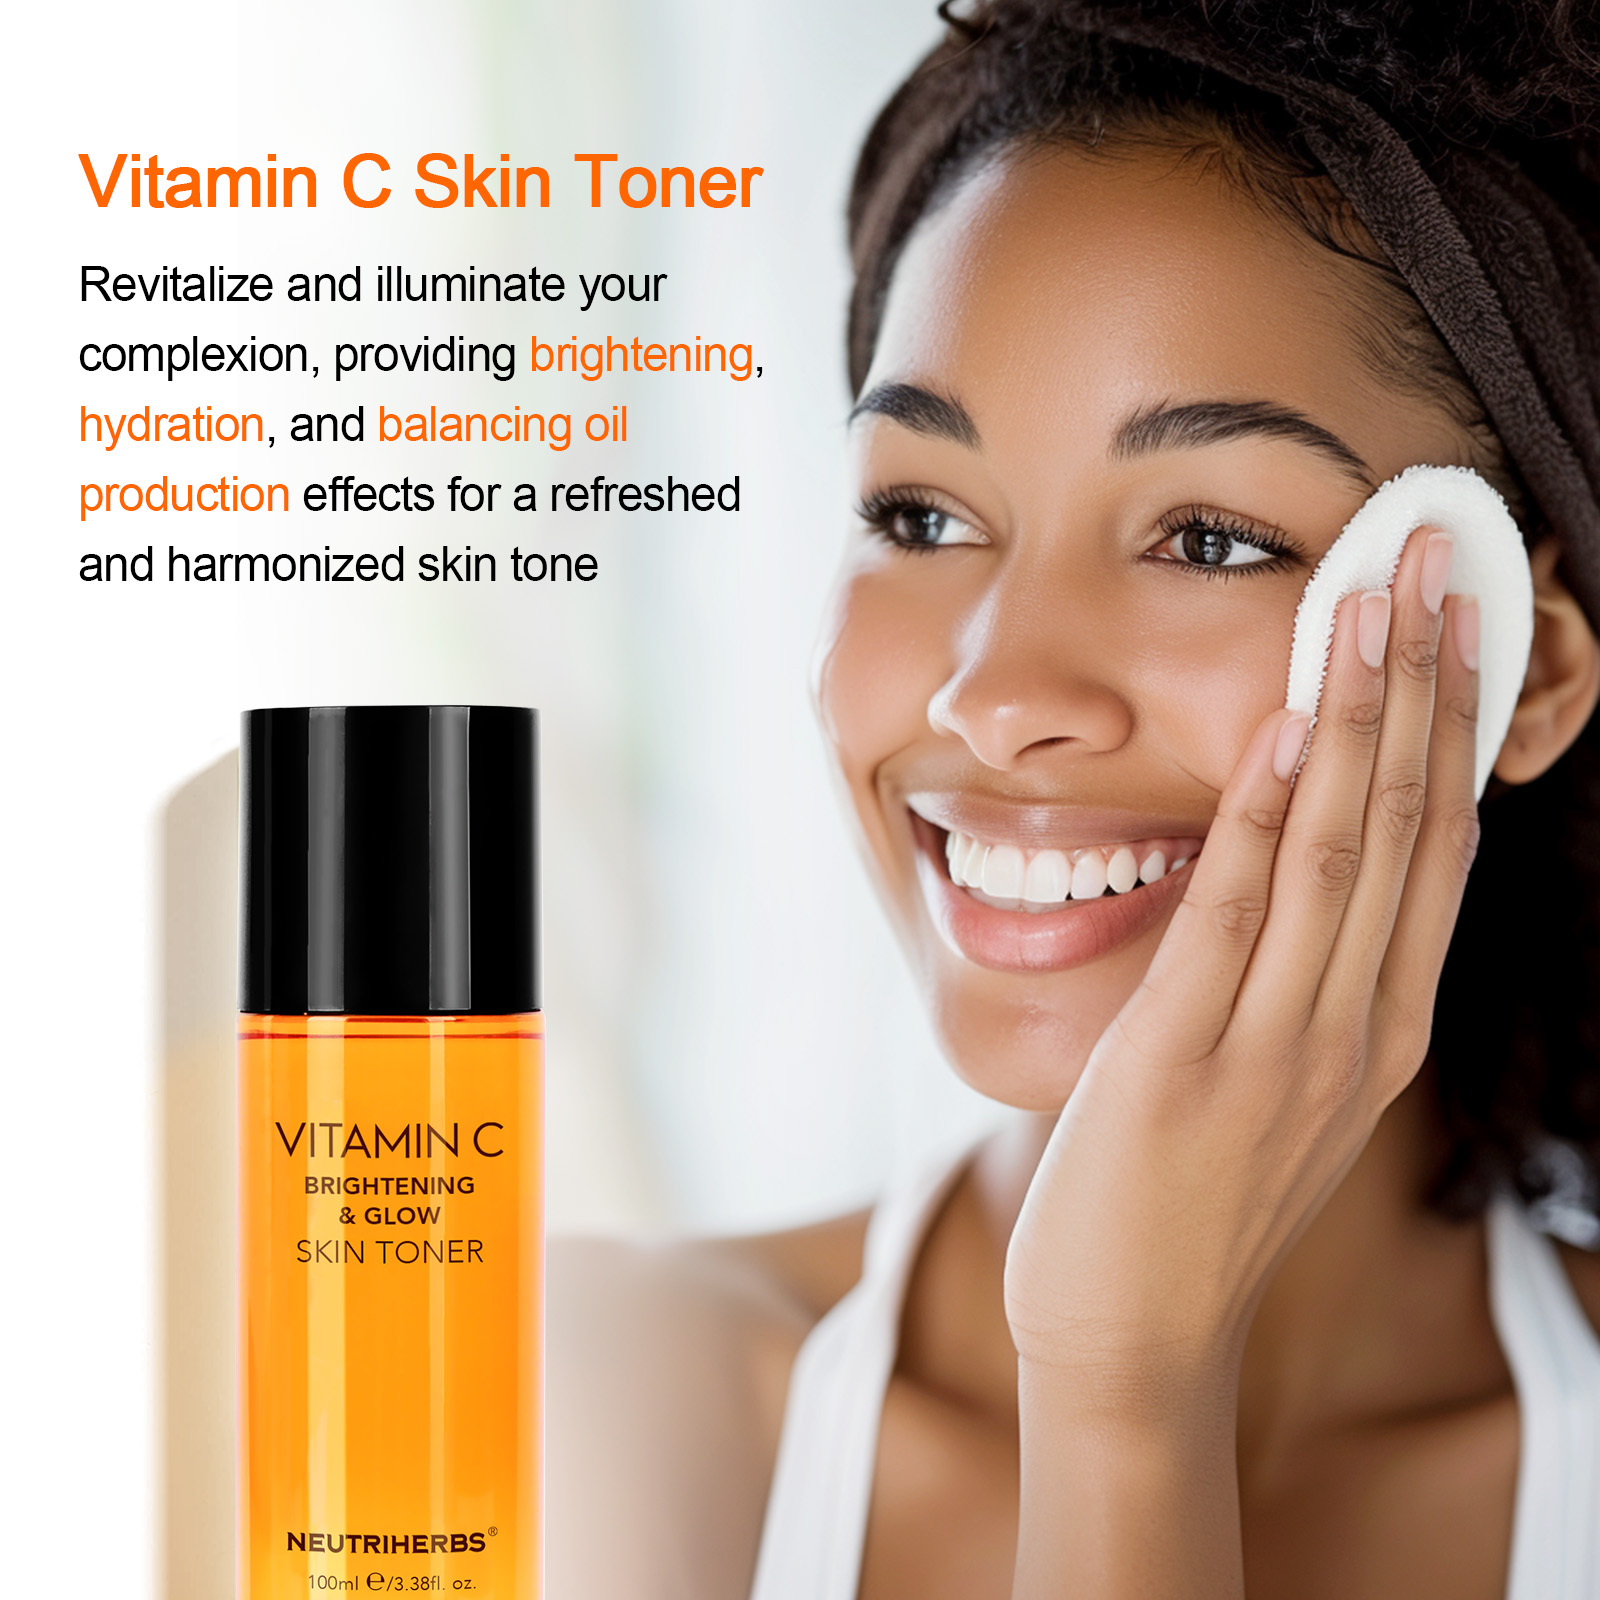 Vitamin C Skin Toner
Revitalize and illuminate your
complexion, providing brightening,
hydration, and balancing oil
production effects for a refreshed
and harmonized skin tone
VITAMIN C
BRIGHTENING
& GLOW
SKIN TONER
NEUTRIHERBS®
100ml ℮/3.38fl. oz.